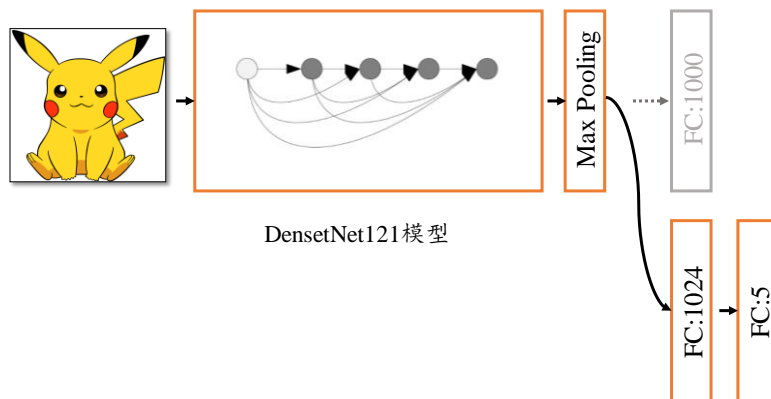 Max Pooling
FC:1000
DensetNet121模型
FC:1024
FC:5